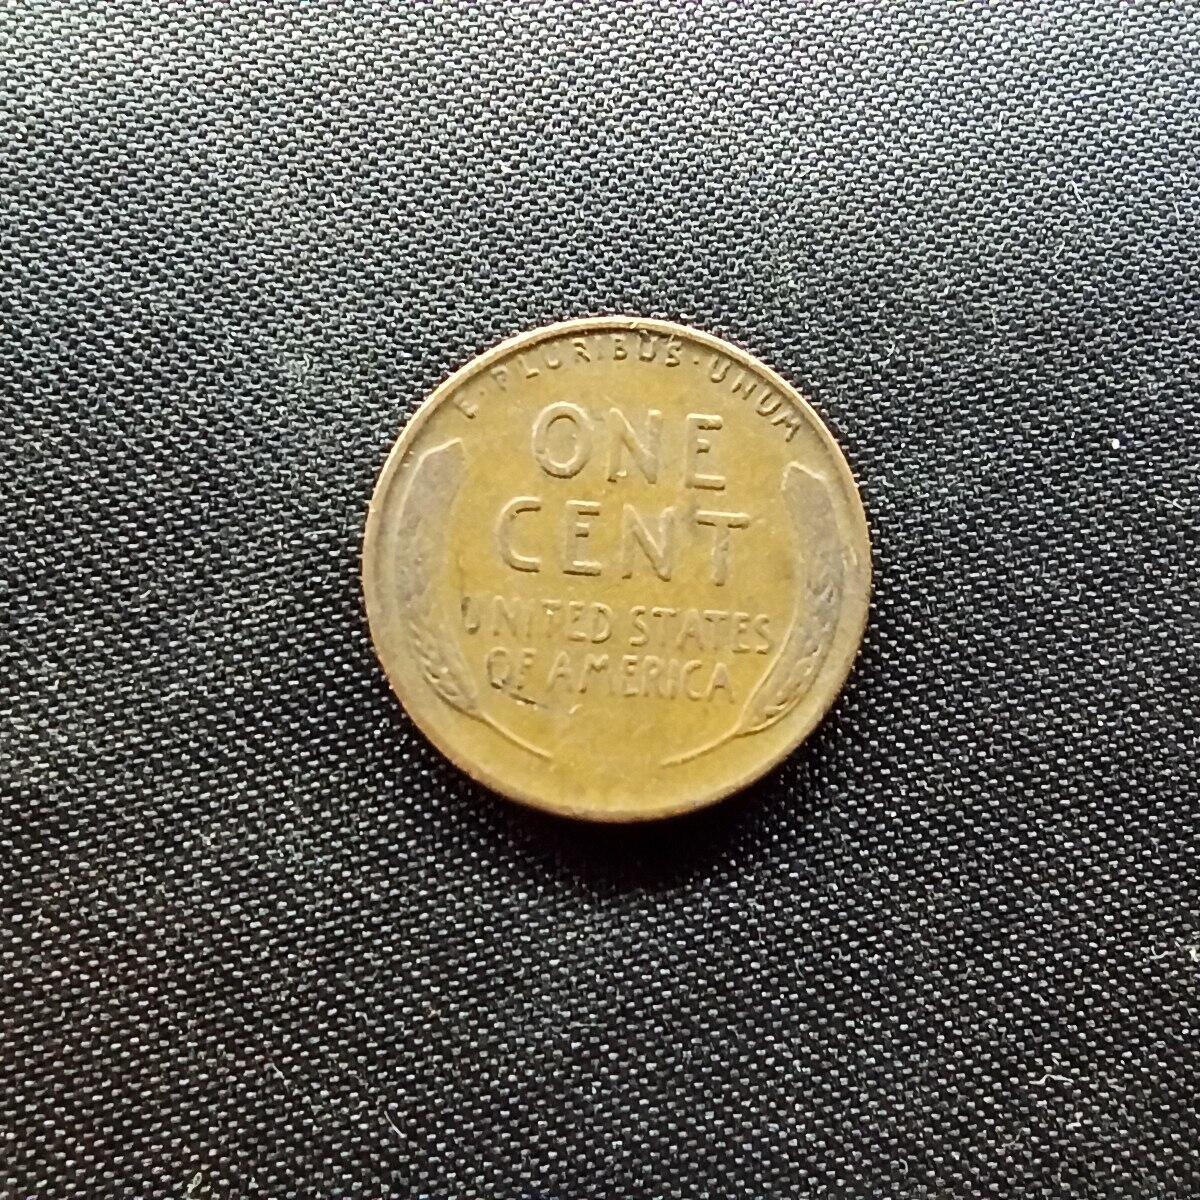 E·PLURIBUS·UNUM
ONE
CENT
UNITED STATES
OF AMERICA